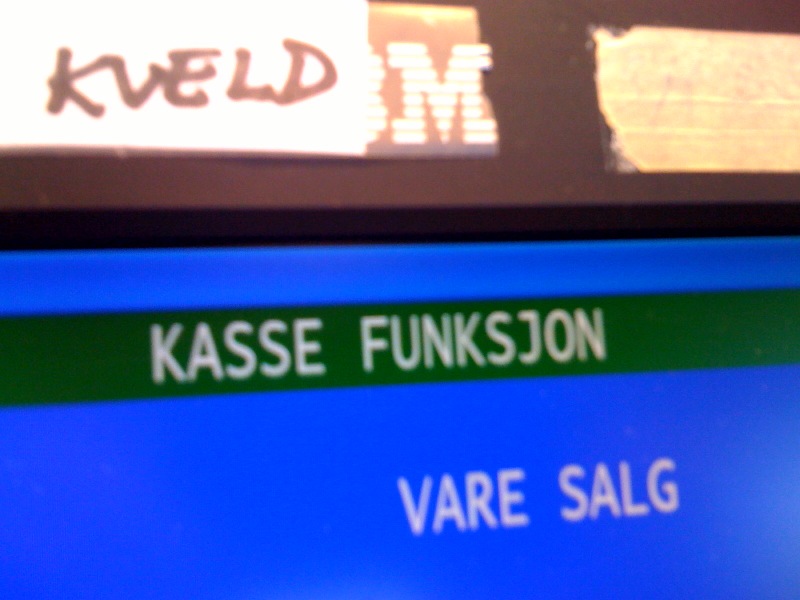 KVELD
KASSE FUNKSJON
VARE SALG